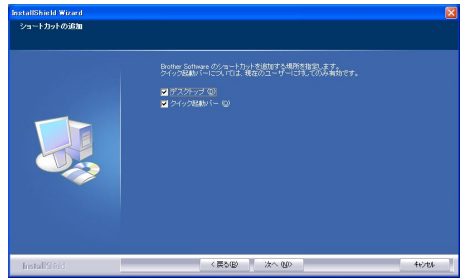 InstallShield Wizard
ショートカットの追加
Brother Software のショートカットを追加する場所を指定します。
クイック起動バーについては、現在のユーザーに対してのみ有効です。
デスクトップ (D)
クイック起動バー (Q)
InstallShield
< 戻る(B)
次へ (N)>
キャンセル